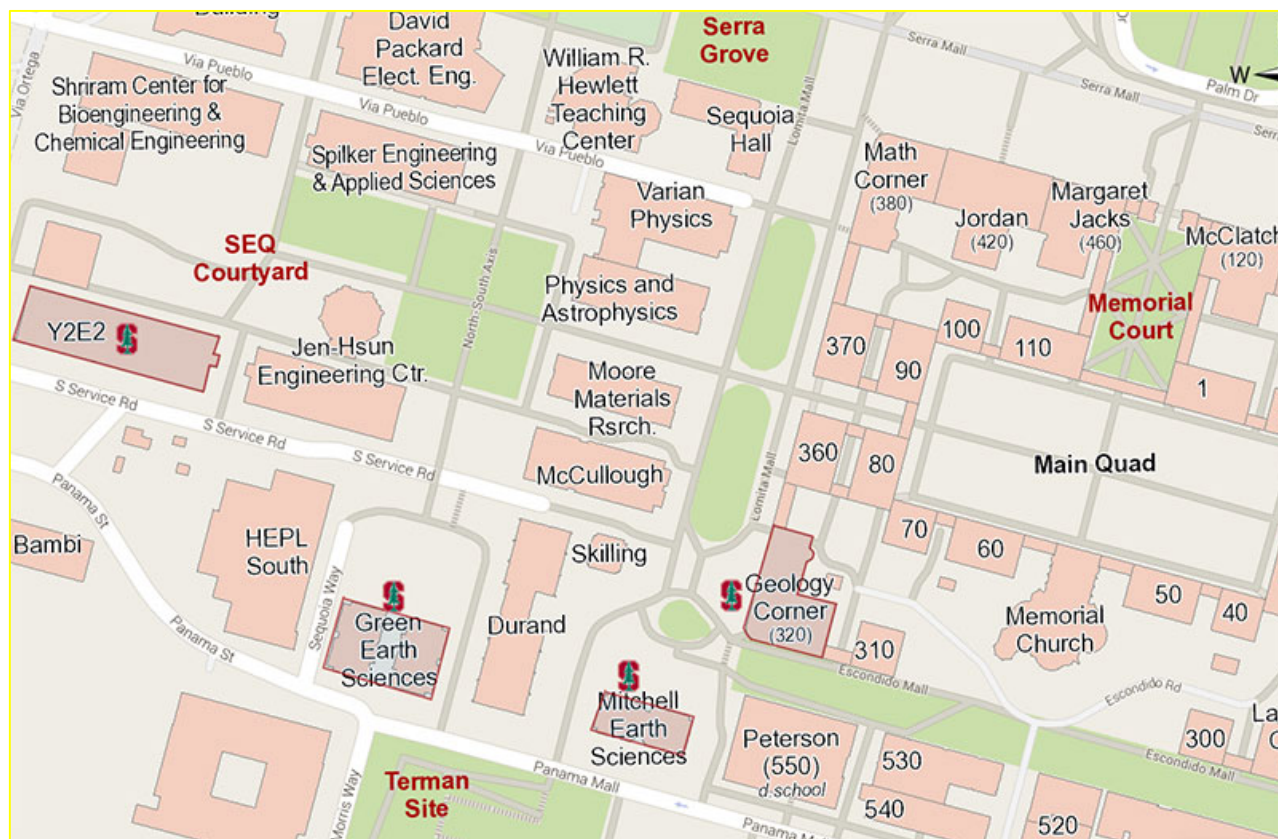 Building
David
Packard
Elect. Eng.
Serra
Grove
Serra Mall
William R.
Hewlett
Teaching
Center
W
Palm Dr
Via Pueblo
Via Ortega
Shriram Center for
Bioengineering &
Chemical Engineering
Via Pueblo
Serra Mall
Lomita Mall
Sequoia
Hall
Spilker Engineering
& Applied Sciences
Via Pueblo
Math
Corner
(380)
Varian
Physics
Margaret
Jacks
(460)
Jordan
(420)
McClatch
(120)
SEQ
Courtyard
North-South Axis
Physics and
Astrophysics
Memorial
Court
100
110
370
90
1
Y2E2
Jen-Hsun
Engineering Ctr.
Moore
Materials
Rsrch.
S Service Rd
S Service Rd
S Service Rd
McCullough
360
80
Main Quad
Lomita Mall
Panama St
70
60
HEPL
South
Bambi
Skilling
Geology
Corner
(320)
50
40
Sequoia Way
Green
Earth
Sciences
Durand
Memorial
Church
310
Panama St
Escondido Mall
Escondido Rd
Mitchell
Earth
Sciences
Peterson
(550)
d.school
530
300
La
Escondido Mall
Terman
Site
Panama Mall
540
520
Morris Way
Panama M